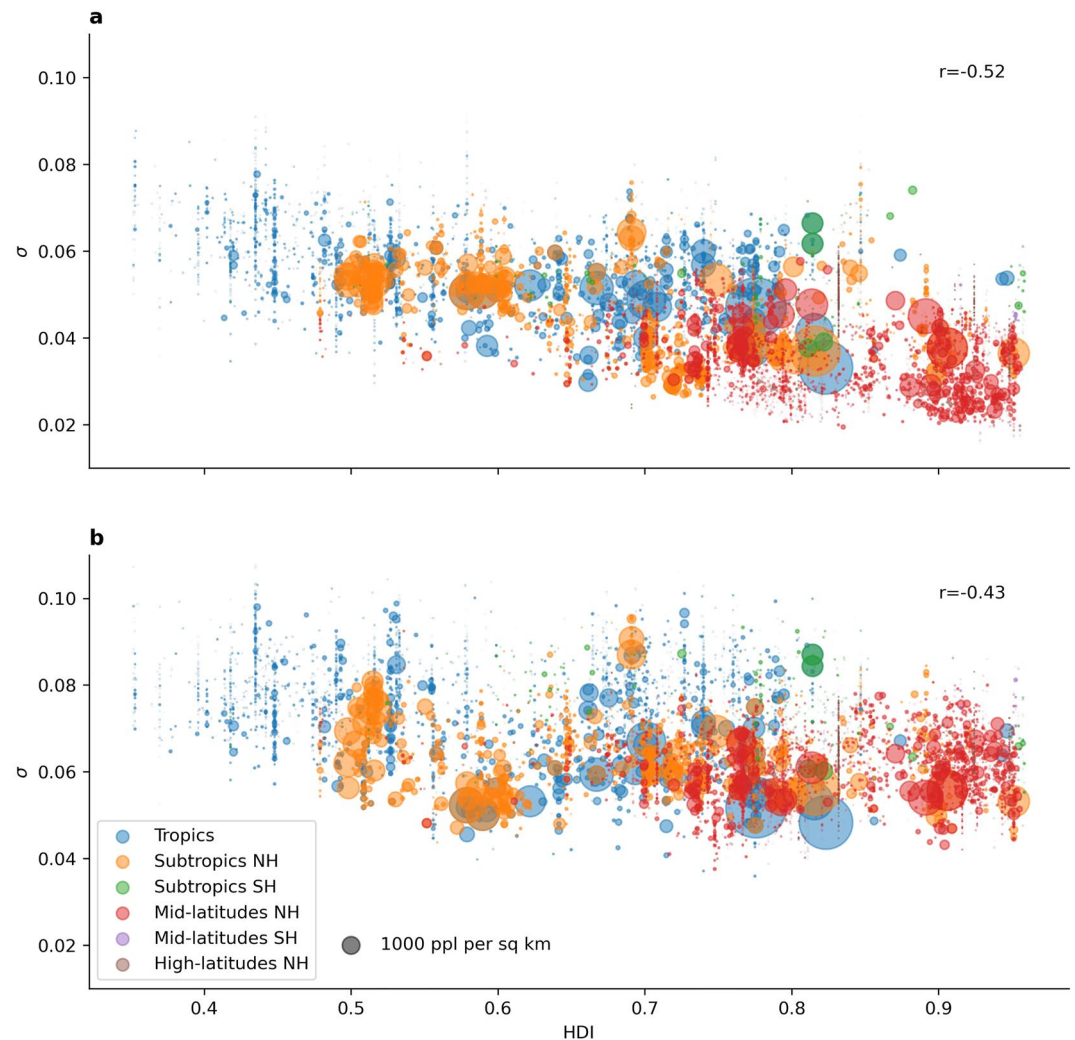 a
r=-0.52
0.10
0.08
0.06
0.04
0.02
σ
b
r=-0.43
0.10
0.08
0.06
0.04
0.02
σ
Tropics
Subtropics NH
Subtropics SH
Mid-latitudes NH
Mid-latitudes SH
High-latitudes NH
1000 ppl per sq km
0.4 0.5 0.6 0.7 0.8 0.9
HDI